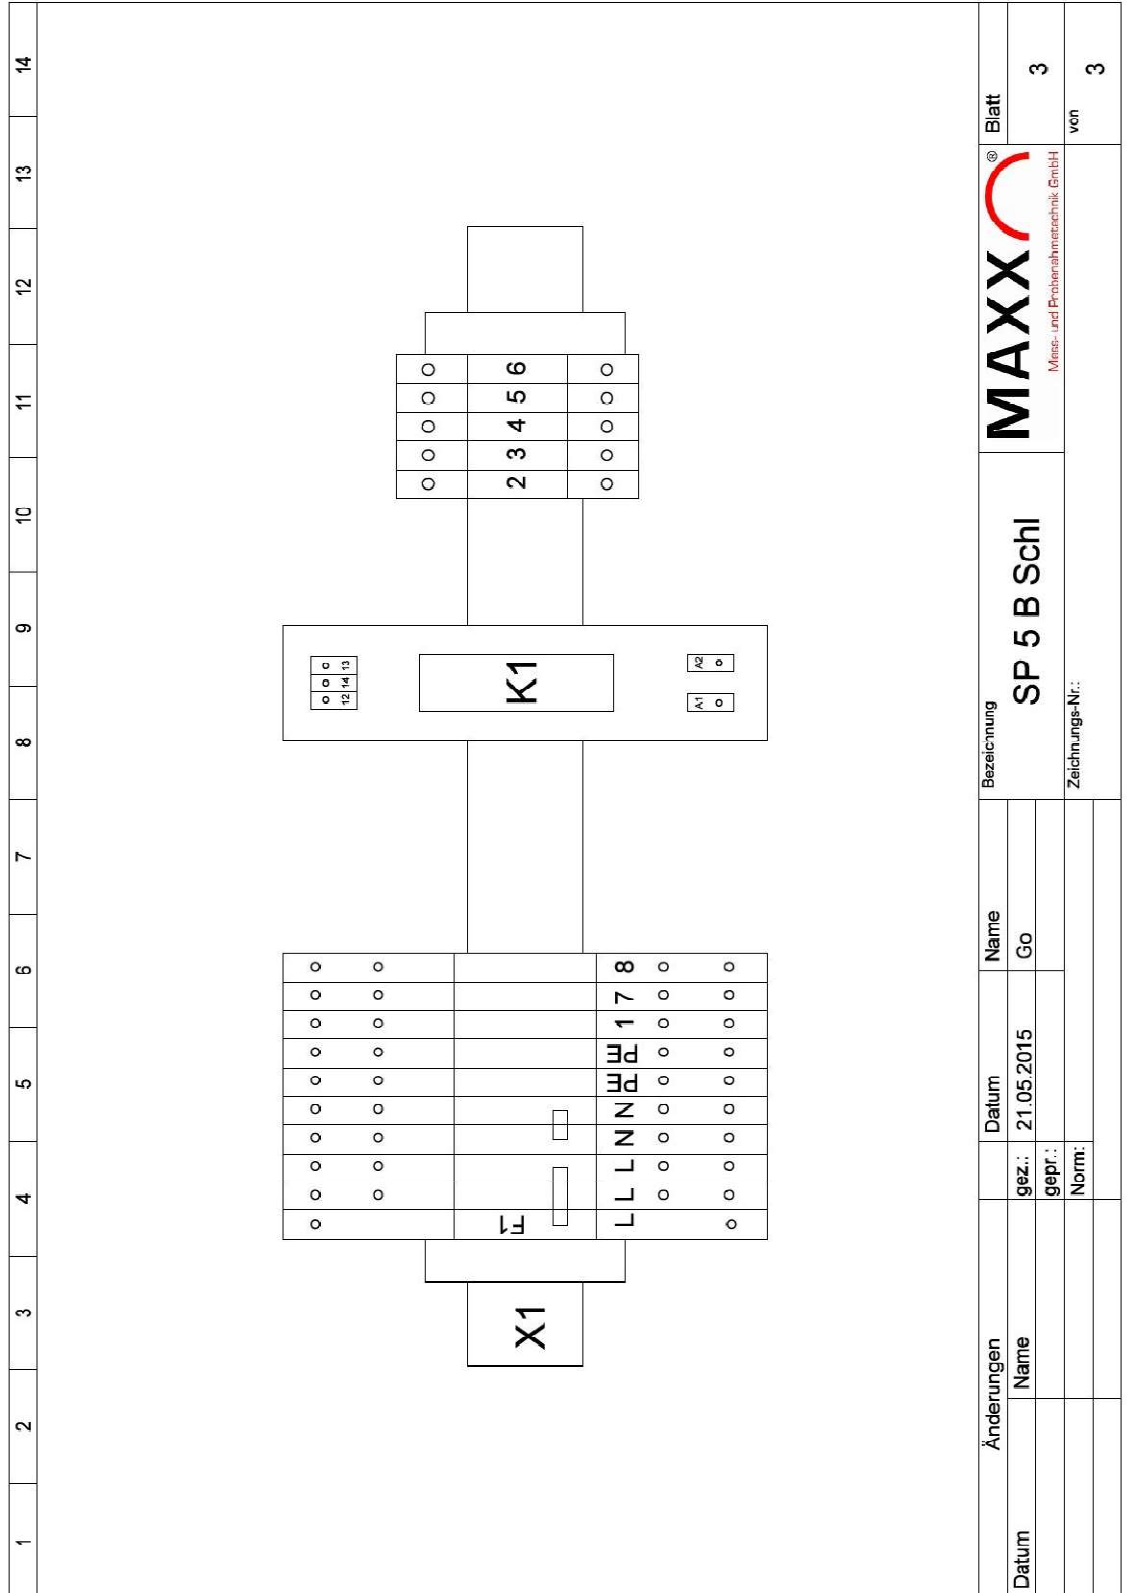 1 2 3 4 5 6 7 8 9 10 11 12 13 14
12 14 13
X1
F1
K1
2 3 4 5 6
L L L N N PE PE 1 7 8
A1 A2
Änderungen
Datum Name
Datum Name
gez.: 21.05.2015 Go
gepr.:
Norm:
Bezeichnung
SP 5 B Schl
Zeichnungs-Nr.:
MAXX ®
Mess- und Probenahmetechnik GmbH
Blatt
3
von
3